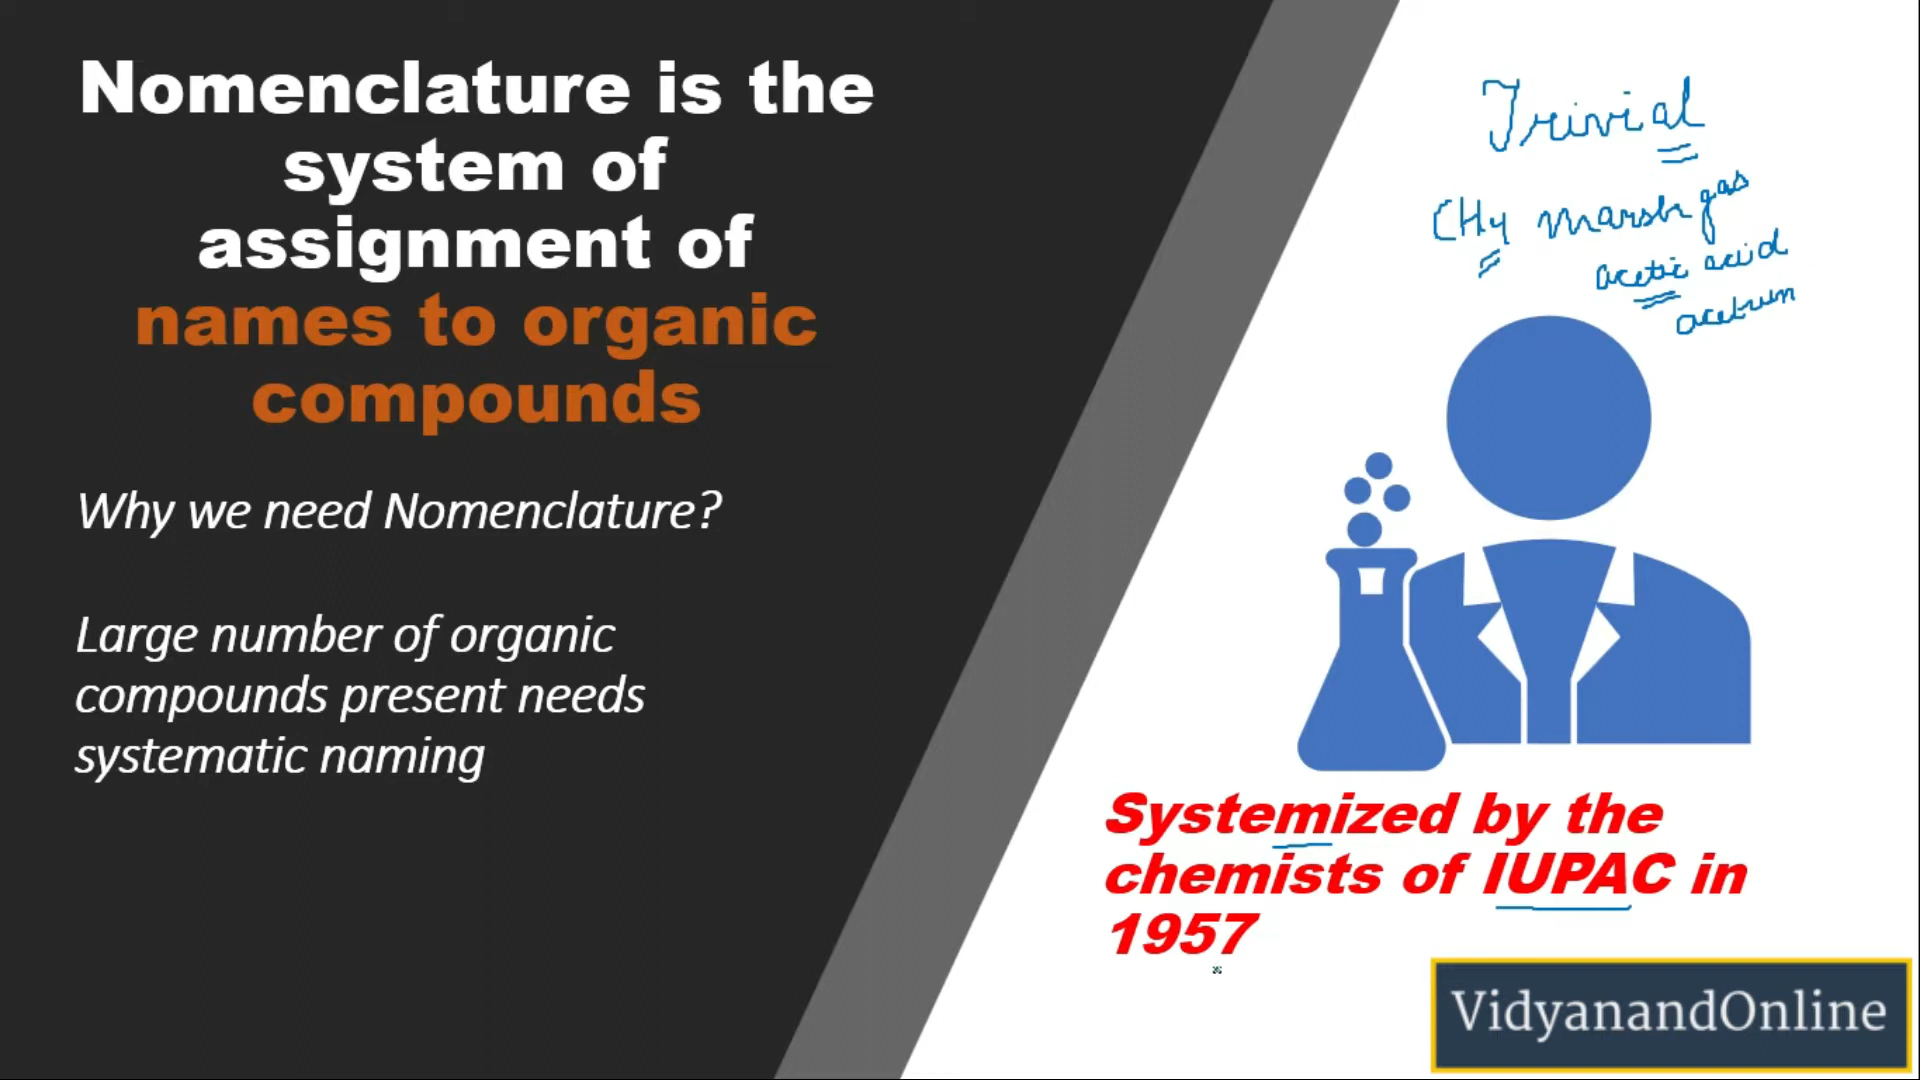 Nomenclature is the
system of
assignment of
names to organic
compounds
Why we need Nomenclature?
Large number of organic
compounds present needs
systematic naming
Trivial
CH4 marsh gas
acetic acid
acetum
Systemized by the
chemists of IUPAC in
1957
VidyanandOnline